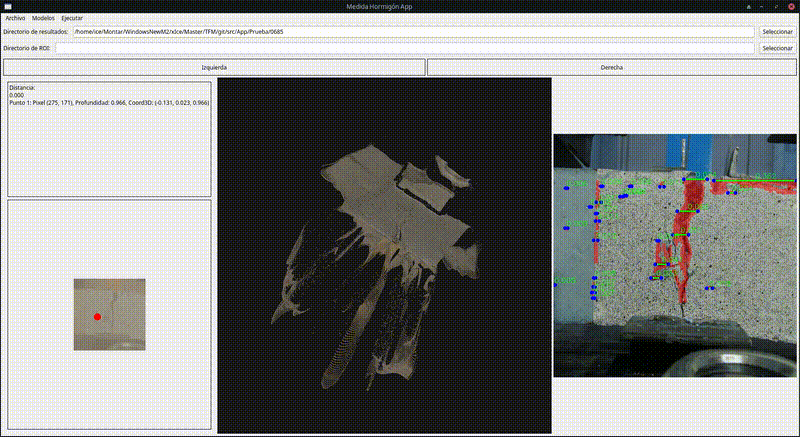 Medida Hormigón App
Archivo Modelos Ejecutar
Directorio de resultados: /home/ice/Montar/WindowsNewM2/xIce/Master/TFM/git/src/App/Prueba/0685 Seleccionar
Directorio de ROI: Seleccionar
Izquierda Derecha
Distancia:
0.000
Punto 1: Pixel (275, 171), Profundidad: 0.966, Coord3D: (-0.131, 0.023, 0.966)